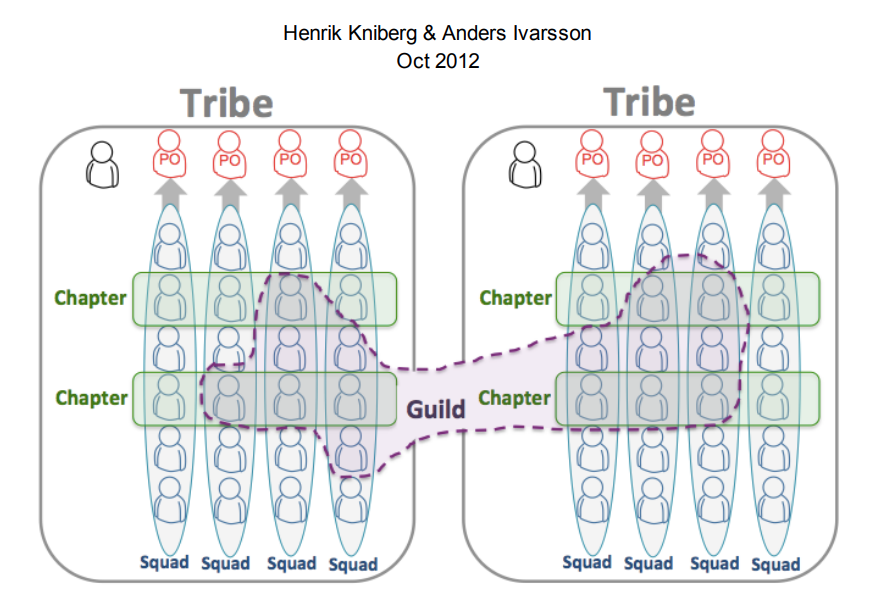 Henrik Kniberg & Anders Ivarsson
Oct 2012
Tribe Tribe
PO PO PO PO PO PO PO PO
Chapter Chapter
Chapter Guild Chapter
Squad Squad Squad Squad Squad Squad Squad Squad